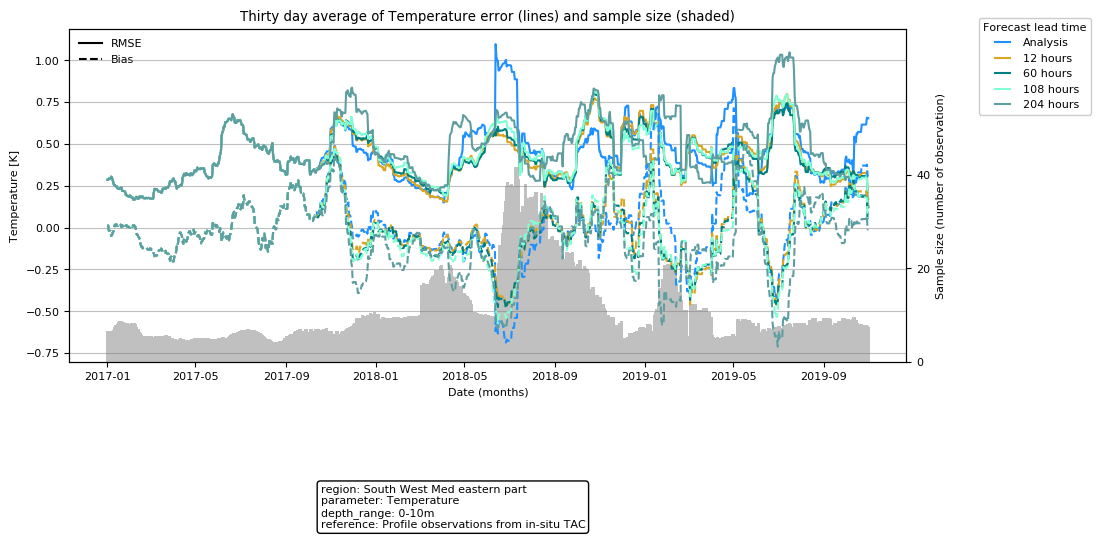 Thirty day average of Temperature error (lines) and sample size (shaded)
Forecast lead time
Analysis
12 hours
60 hours
108 hours
204 hours
RMSE
Bias
Temperature [K]
1.00
0.75
0.50
0.25
0.00
−0.25
−0.50
−0.75
Sample size (number of observation)
40
20
0
2017-01
2017-05
2017-09
2018-01
2018-05
2018-09
2019-01
2019-05
2019-09
Date (months)
region: South West Med eastern part
parameter: Temperature
depth_range: 0-10m
reference: Profile observations from in-situ TAC